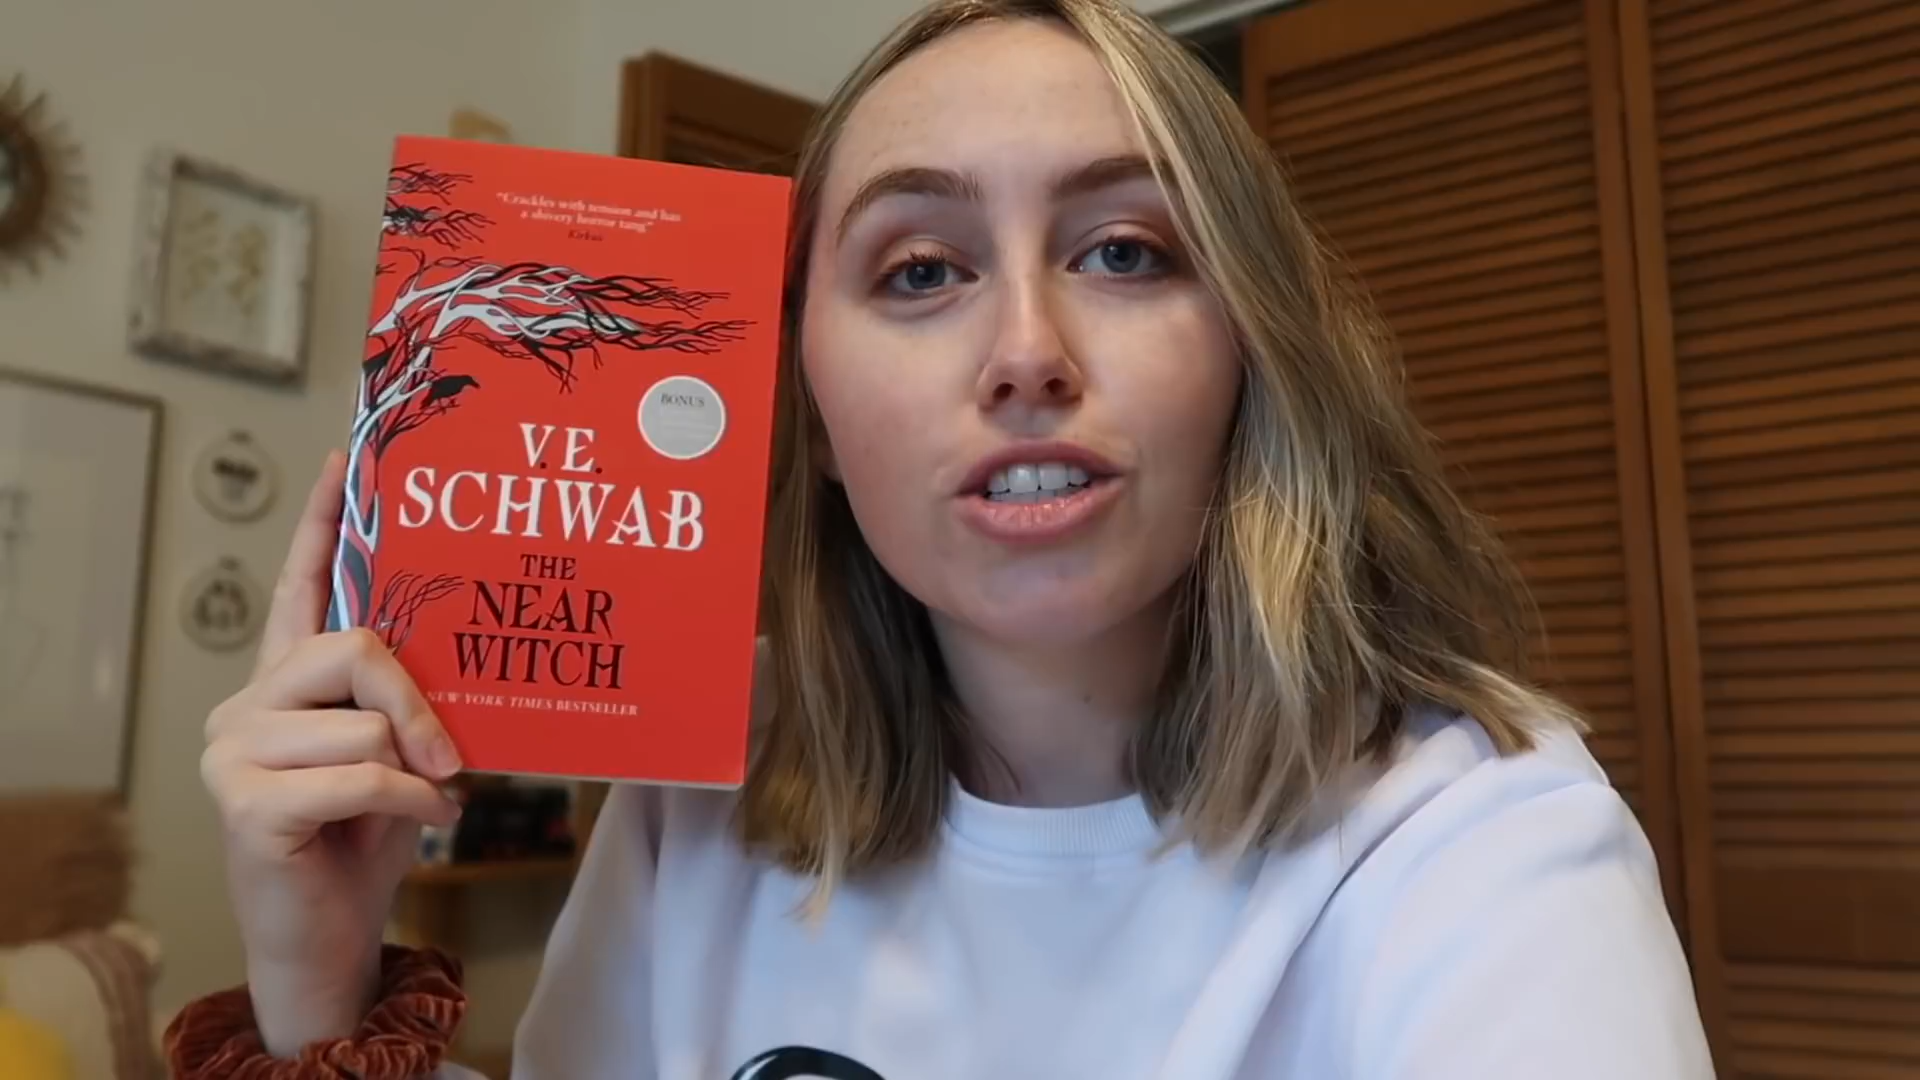 "Crackles with tension and has
a shivery horror tang"
Kirkus
BONUS
V.E.
SCHWAB
THE
NEAR
WITCH
NEW YORK TIMES BESTSELLER